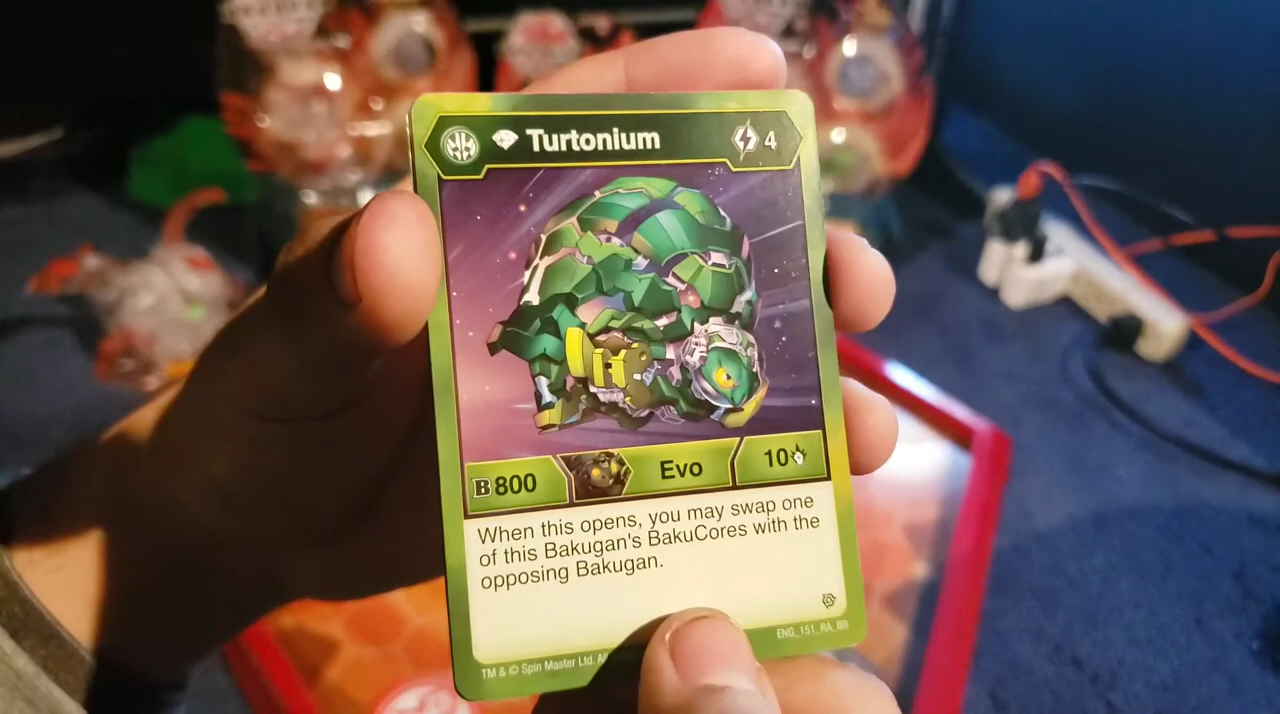 Turtonium
4
B 800
Evo
10
When this opens, you may swap one
of this Bakugan's BakuCores with the
opposing Bakugan.
ENG_151_RA_BB
TM & © Spin Master Ltd. All